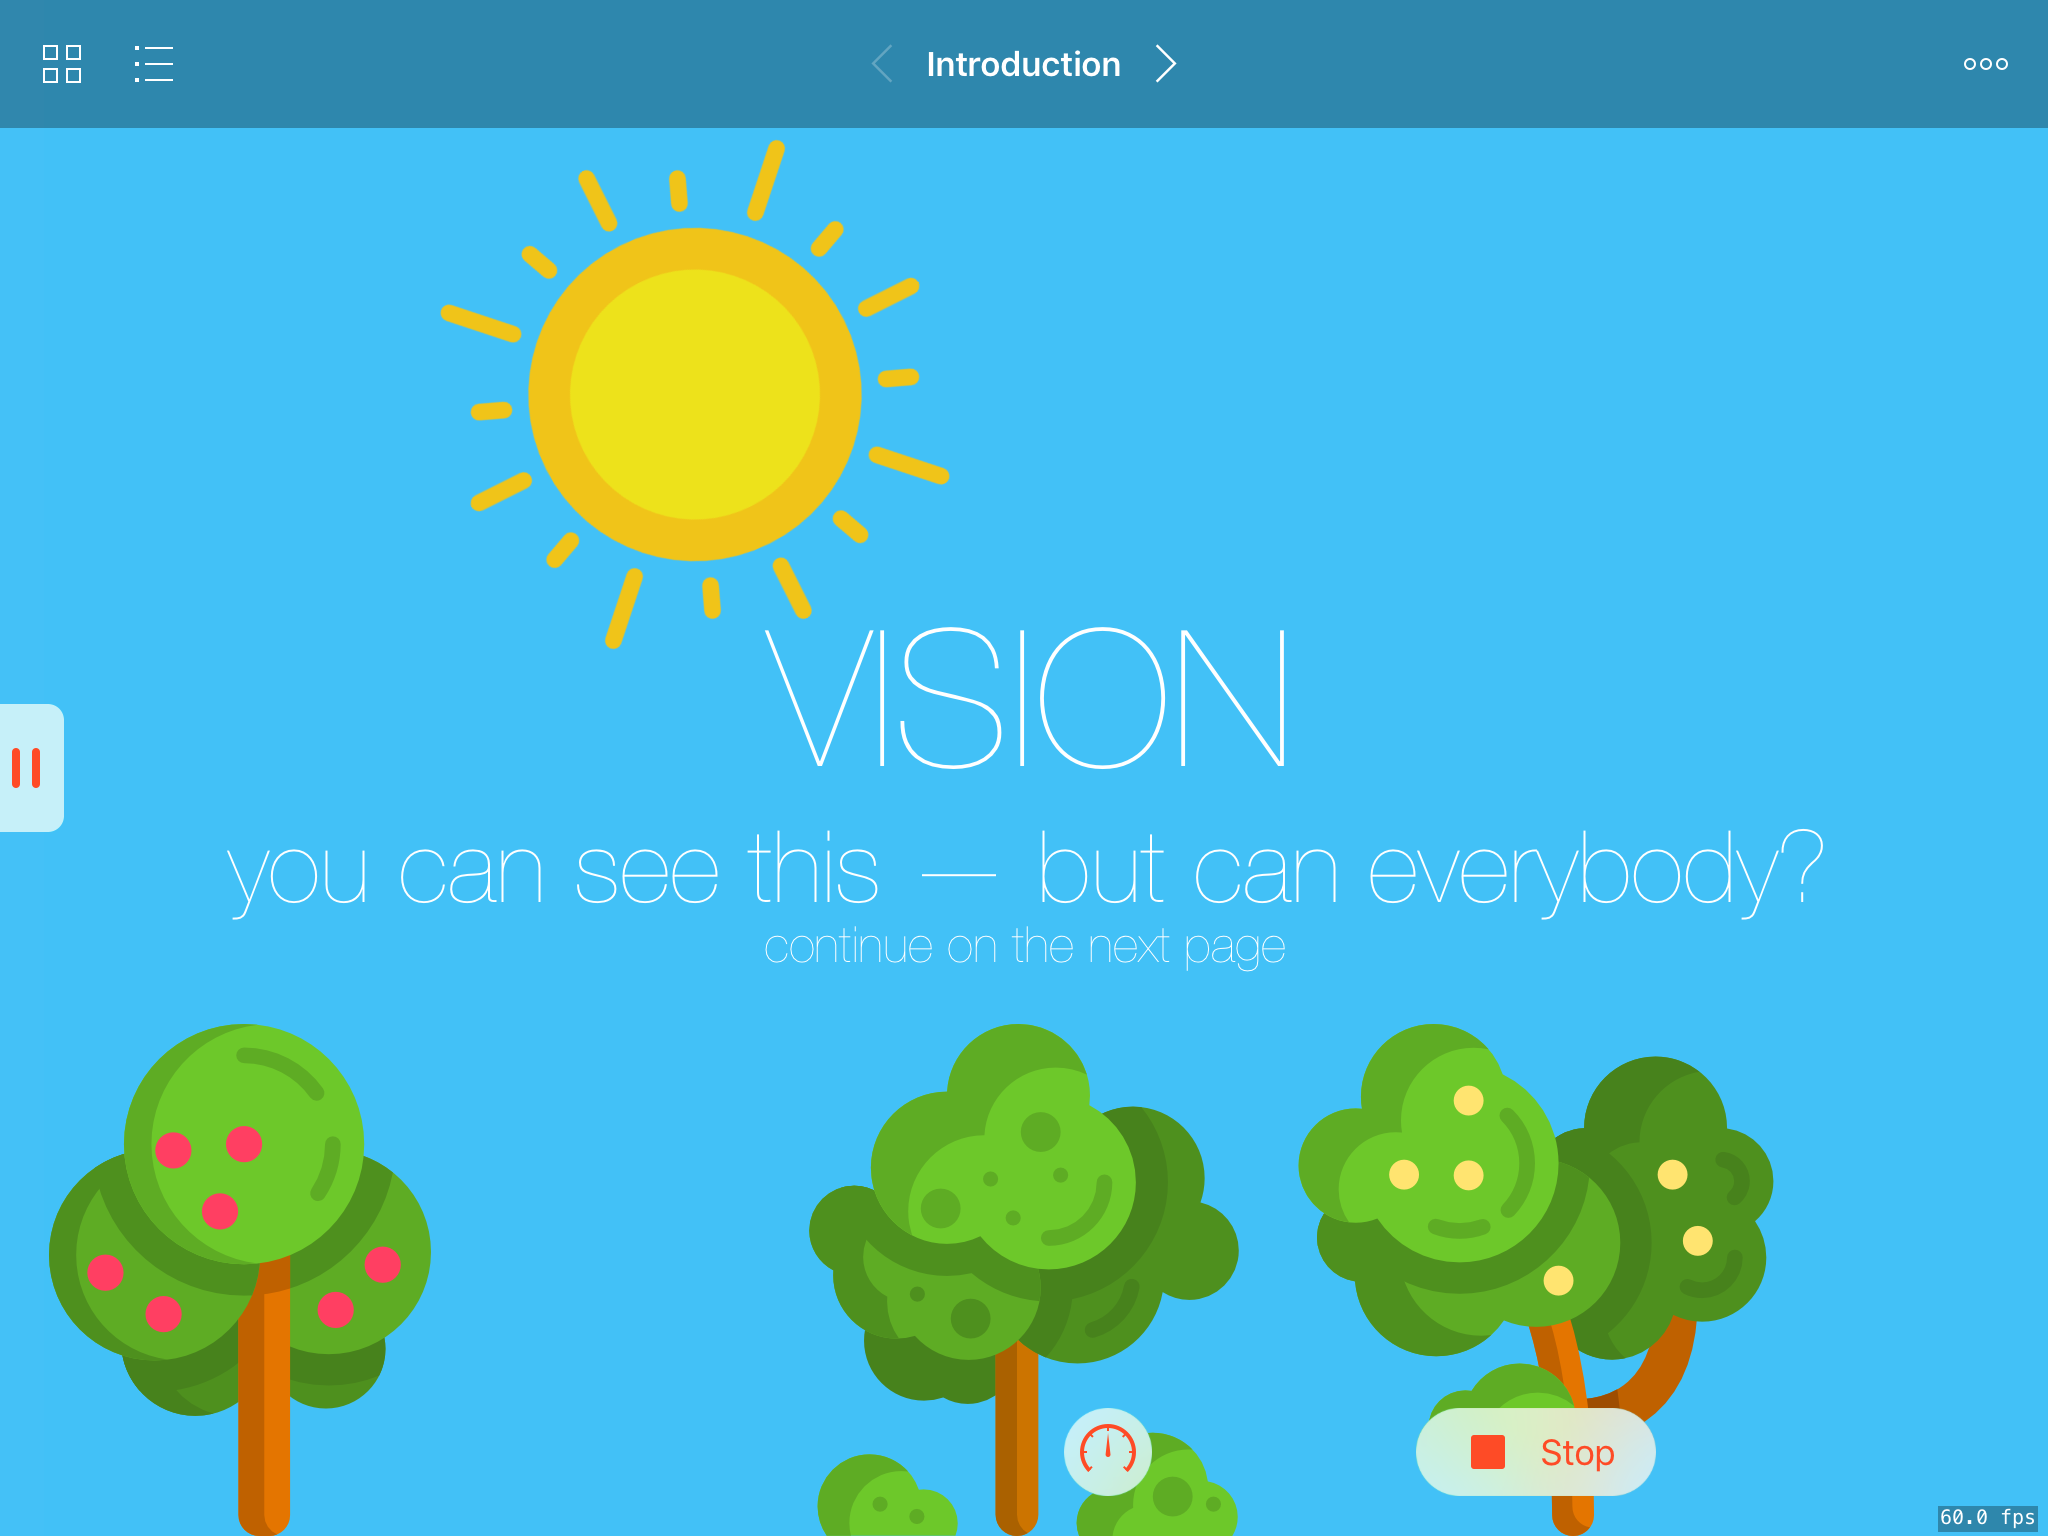 Introduction
VISION
you can see this — but can everybody?
continue on the next page
Stop
60.0 fps